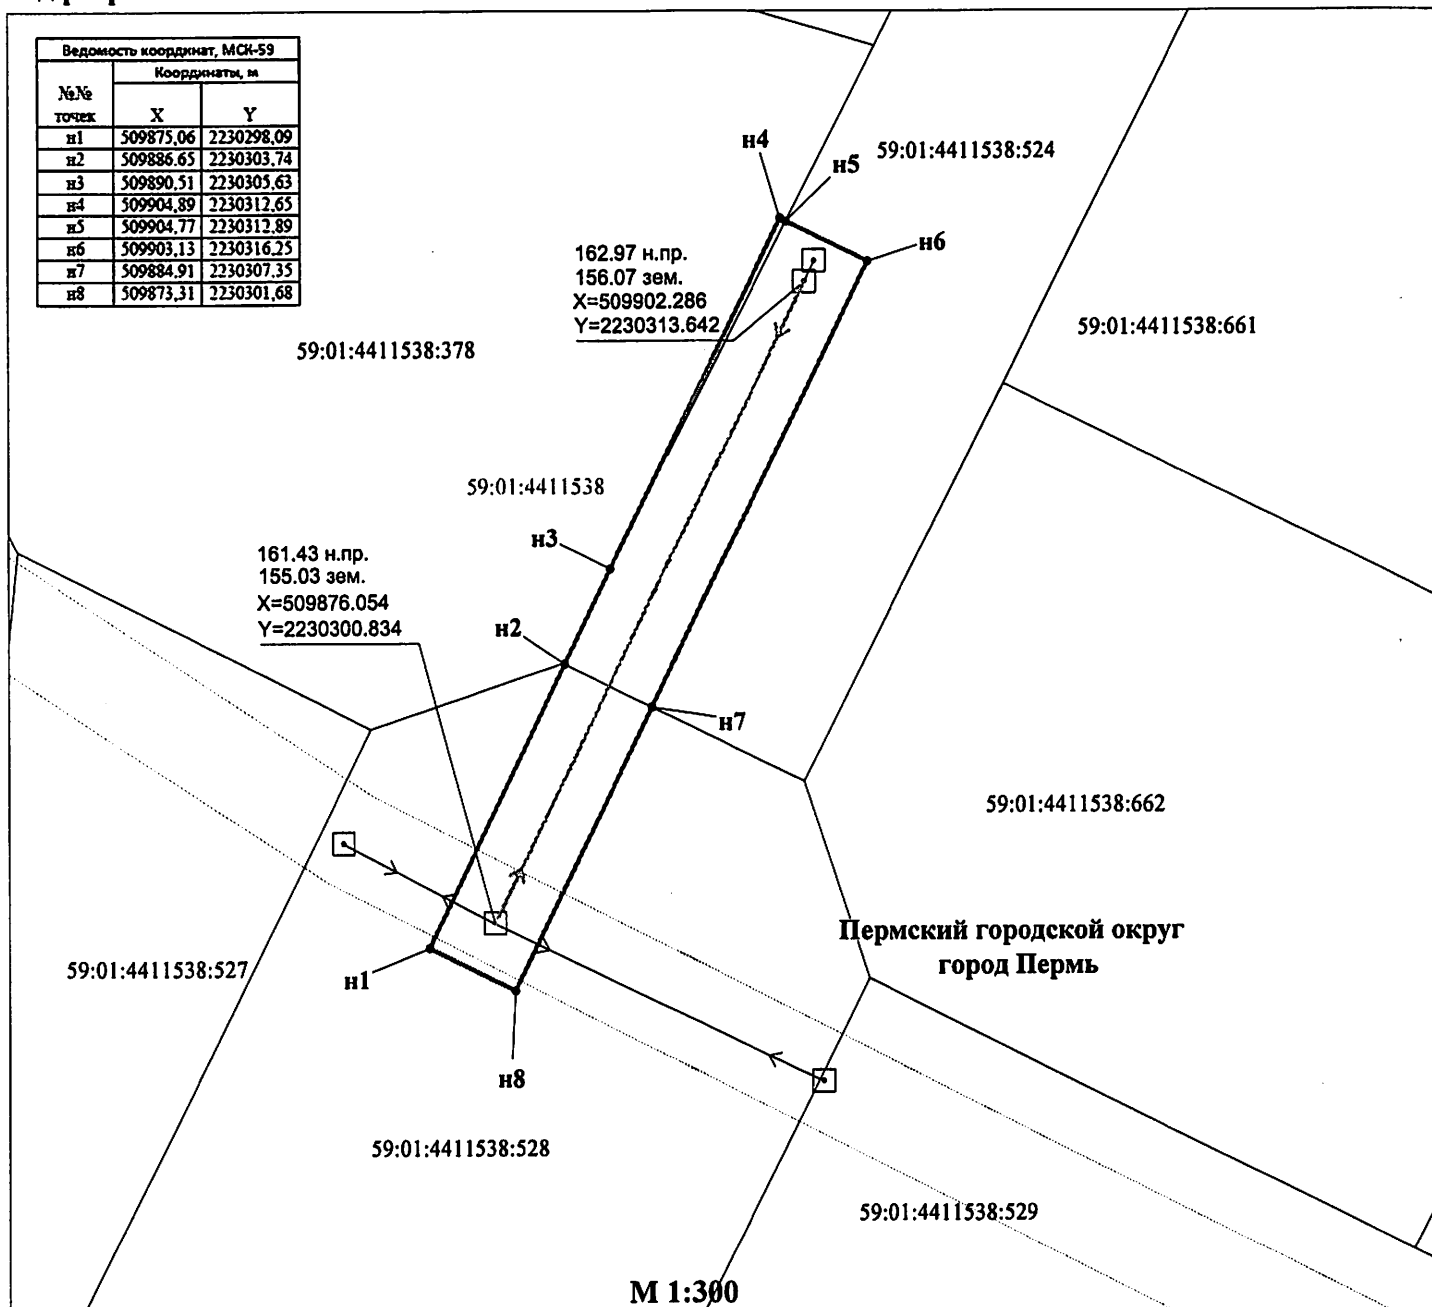 Ведомость координат, МСК-59
№№ точек
Координаты, м
X Y
н1 509875,06 2230298,09
н2 509886.65 2230303,74
н3 509890,51 2230305,63
н4 509904,89 2230312,65
н5 509904,77 2230312,89
н6 509903,13 2230316,25
н7 509884,91 2230307,35
н8 509873,31 2230301,68
н4
н5
59:01:4411538:524
н6
162.97 н.пр.
156.07 зем.
X=509902.286
Y=2230313.642
59:01:4411538:661
59:01:4411538:378
59:01:4411538
н3
161.43 н.пр.
155.03 зем.
X=509876.054
Y=2230300.834
н2
н7
59:01:4411538:662
Пермский городской округ
город Пермь
59:01:4411538:527
н1
н8
59:01:4411538:528
59:01:4411538:529
М 1:300